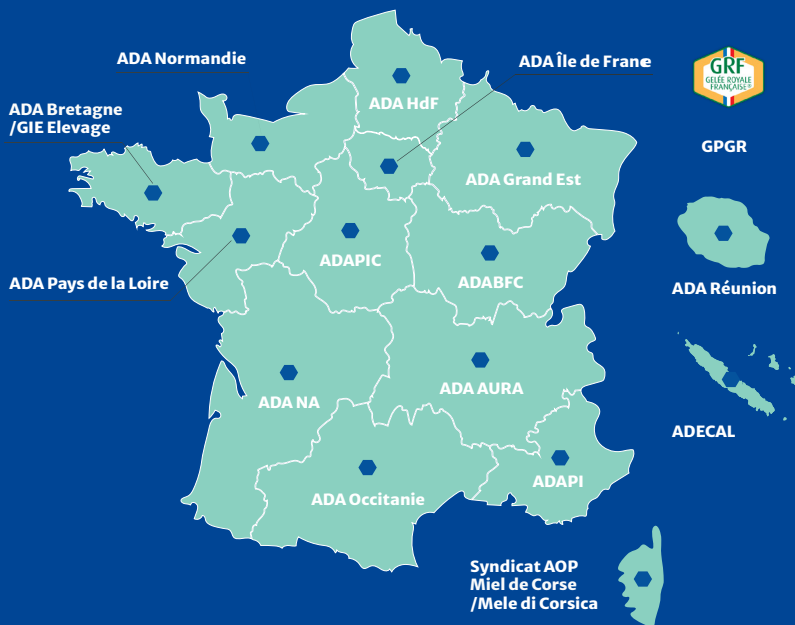 ADA Normandie
ADA Île de France
ADA HdF
GRF
GELÉE ROYALE
FRANÇAISE®
ADA Bretagne
/GIE Elevage
GPGR
ADA Grand Est
ADAPIC
ADABFC
ADA Pays de la Loire
ADA Réunion
ADA NA
ADA AURA
ADECAL
ADAPI
ADA Occitanie
Syndicat AOP
Miel de Corse
/Mele di Corsica